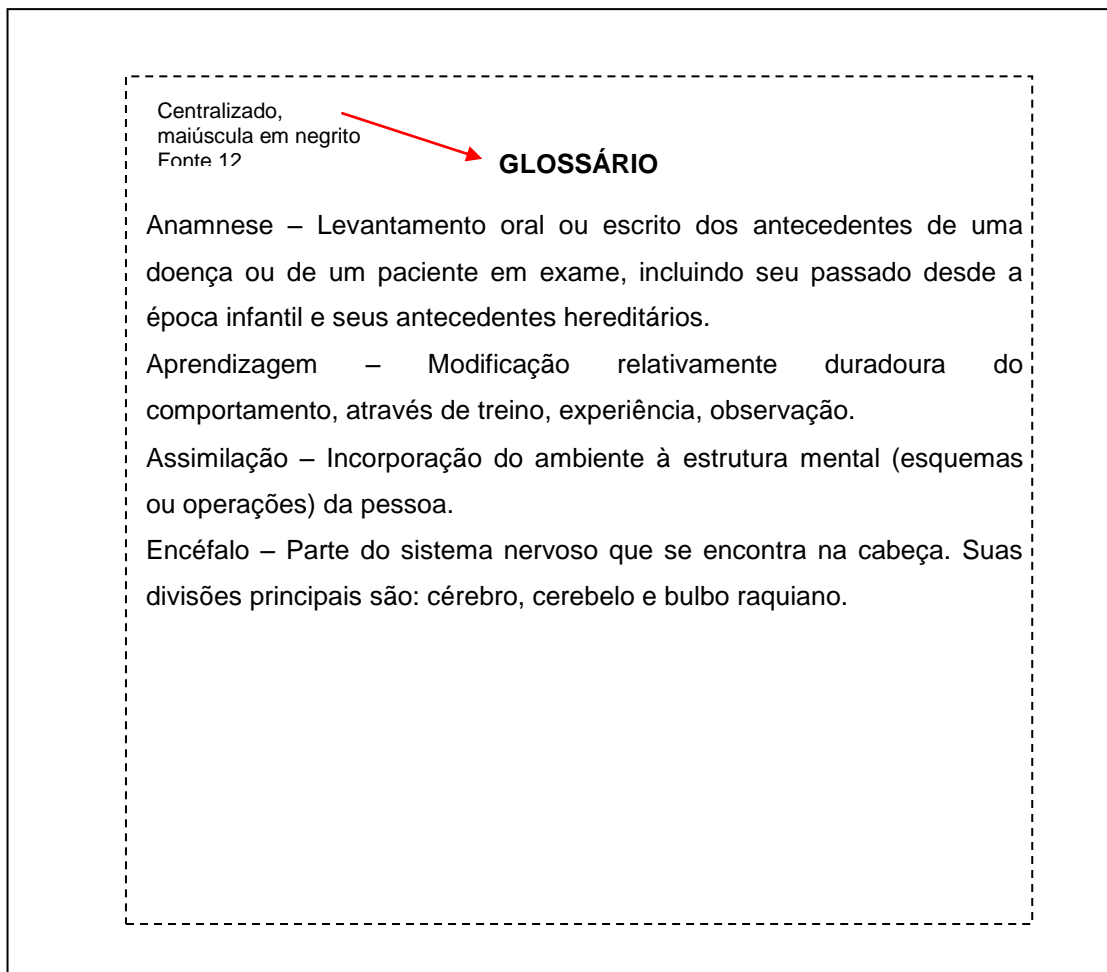 Centralizado,
maiúscula em negrito
Fonte 12
GLOSSÁRIO
Anamnese – Levantamento oral ou escrito dos antecedentes de uma
doença ou de um paciente em exame, incluindo seu passado desde a
época infantil e seus antecedentes hereditários.
Aprendizagem – Modificação relativamente duradoura do
comportamento, através de treino, experiência, observação.
Assimilação – Incorporação do ambiente à estrutura mental (esquemas
ou operações) da pessoa.
Encéfalo – Parte do sistema nervoso que se encontra na cabeça. Suas
divisões principais são: cérebro, cerebelo e bulbo raquiano.